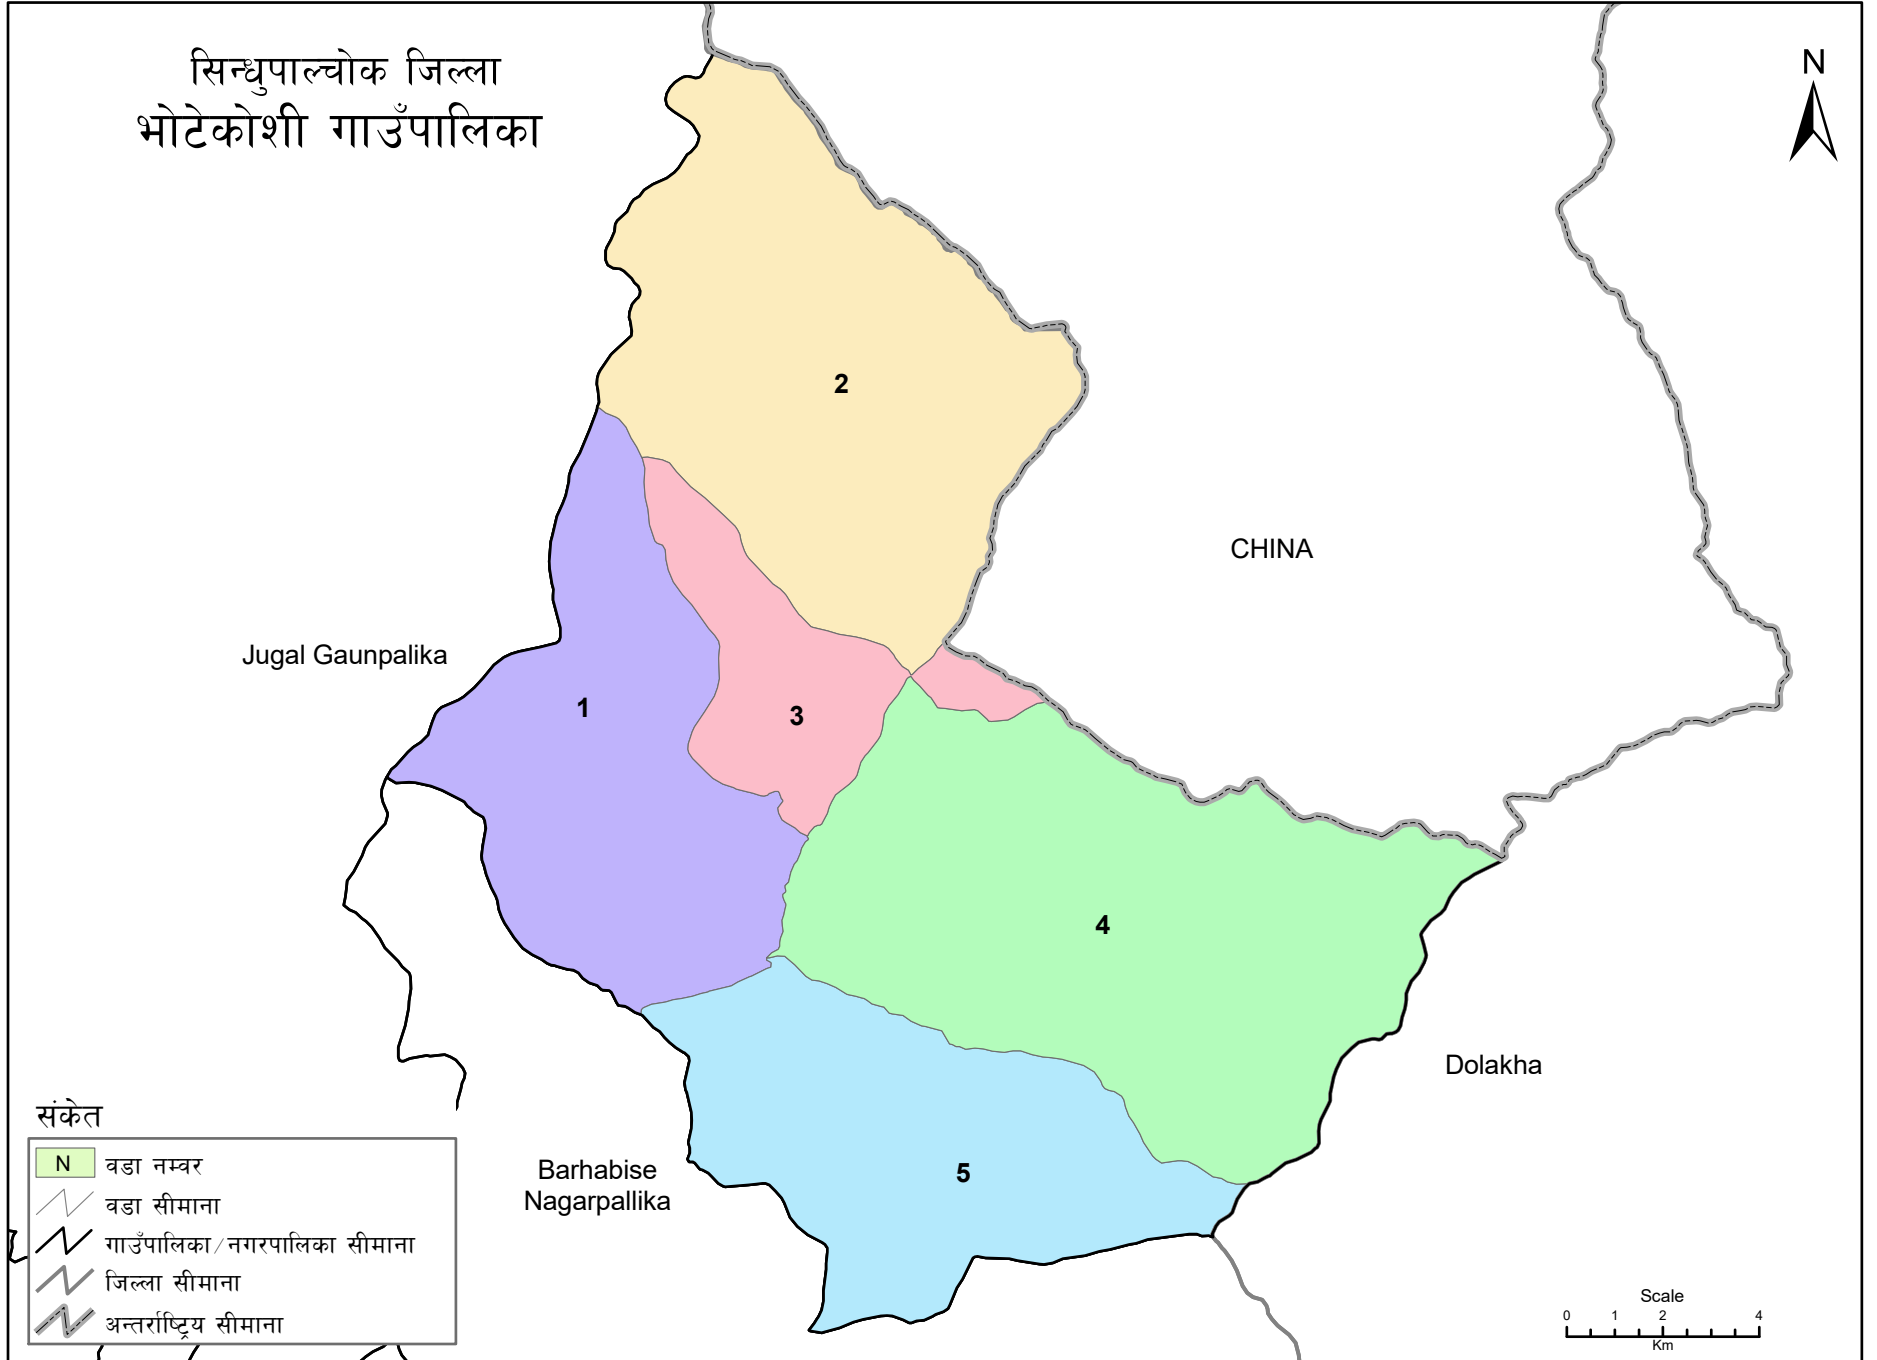 सिन्धुपाल्चोक जिल्ला
भोटेकोशी गाउँपालिका
N
2
CHINA
Jugal Gaunpalika
1
3
4
Dolakha
5
Barhabise
Nagarpallika
संकेत
N वडा नम्वर
वडा सीमाना
गाउँपालिका/नगरपालिका सीमाना
जिल्ला सीमाना
अन्तर्राष्ट्रिय सीमाना
Scale
0 1 2 4
Km